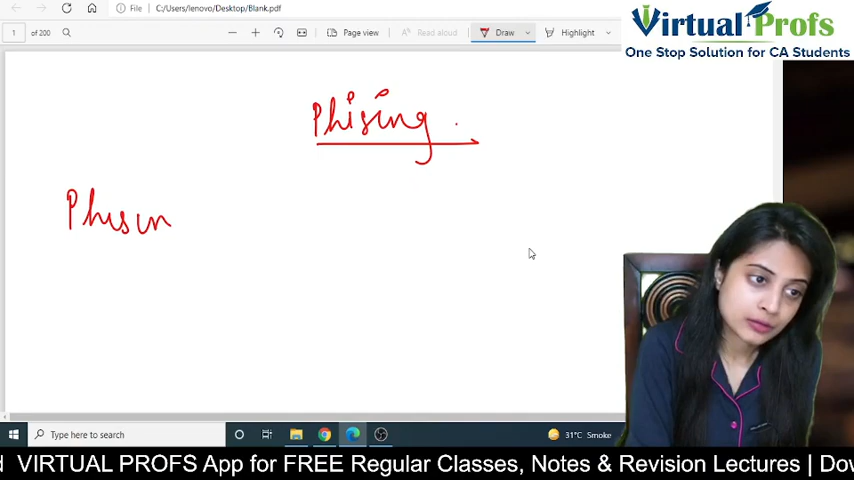 File
C:/Users/lenovo/Desktop/Blank.pdf
1 of 200
Page view
Read aloud
Draw
Highlight
Virtual Profs
One Stop Solution for CA Students
Phising.
Phisin
Type here to search
31°C Smoke
d VIRTUAL PROFS App for FREE Regular Classes, Notes & Revision Lectures | Dow